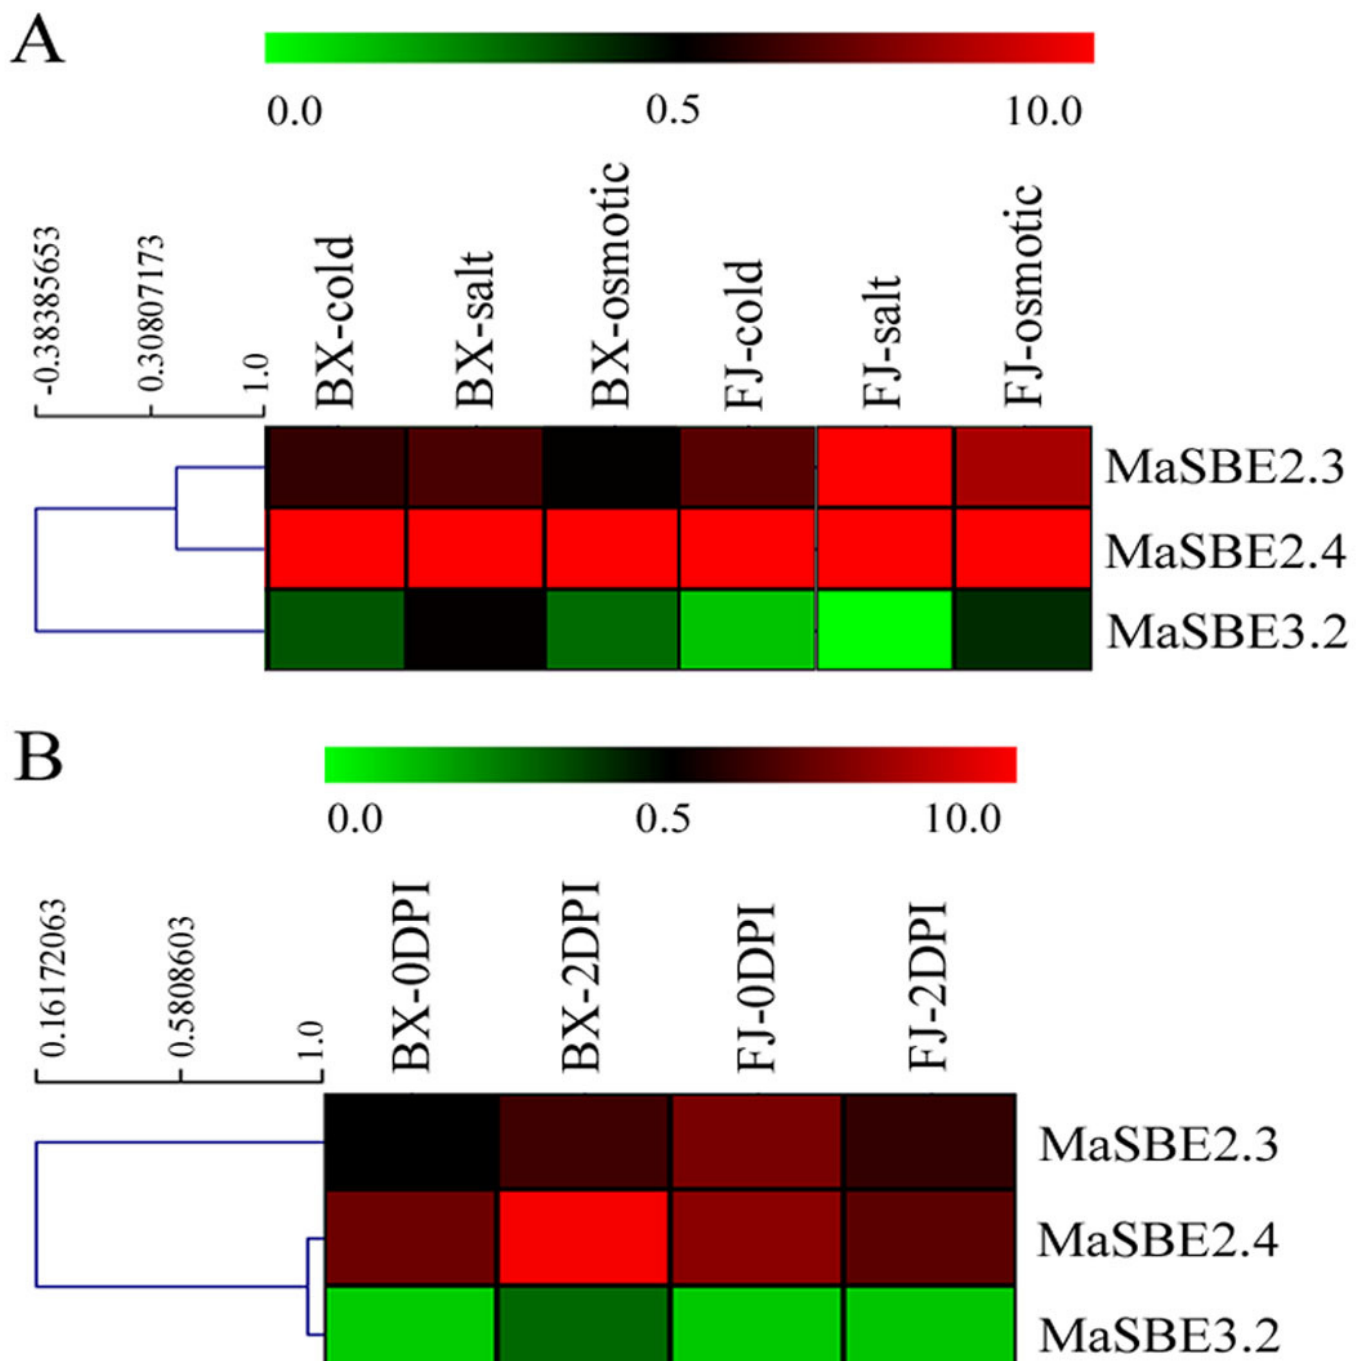 A
0.0 0.5 10.0
-0.38385653 0.30807173 1.0 BX-cold BX-salt BX-osmotic FJ-cold FJ-salt FJ-osmotic
MaSBE2.3
MaSBE2.4
MaSBE3.2
B
0.0 0.5 10.0
0.16172063 0.5808603 1.0 BX-0DPI BX-2DPI FJ-0DPI FJ-2DPI
MaSBE2.3
MaSBE2.4
MaSBE3.2